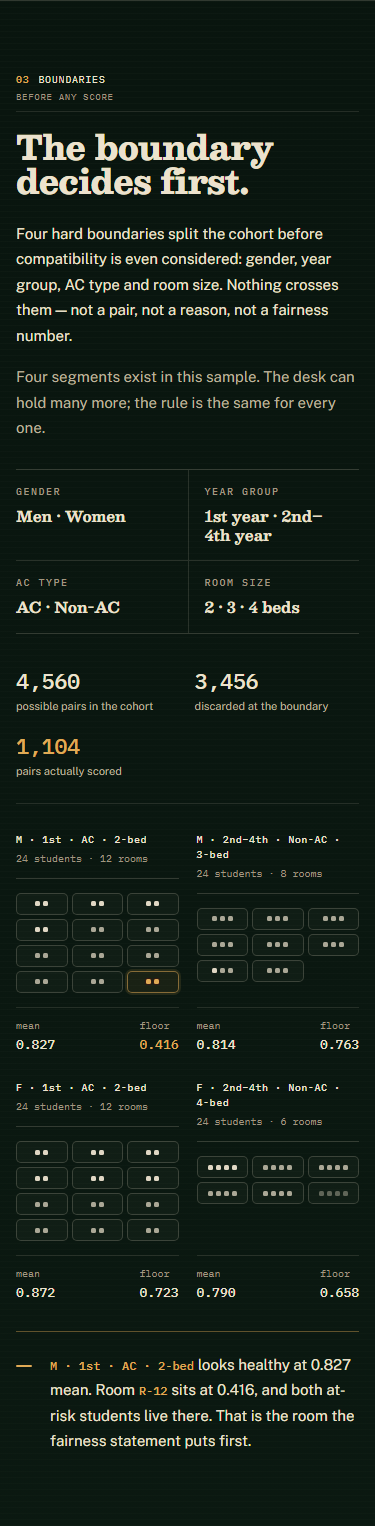 03 BOUNDARIES
BEFORE ANY SCORE
The boundary
decides first.
Four hard boundaries split the cohort before
compatibility is even considered: gender, year
group, AC type and room size. Nothing crosses
them — not a pair, not a reason, not a fairness
number.
Four segments exist in this sample. The desk can
hold many more; the rule is the same for every
one.
GENDER
Men · Women
YEAR GROUP
1st year · 2nd–
4th year
AC TYPE
AC · Non-AC
ROOM SIZE
2 · 3 · 4 beds
4,560
possible pairs in the cohort
3,456
discarded at the boundary
1,104
pairs actually scored
M · 1st · AC · 2-bed
24 students · 12 rooms
mean
0.827
floor
0.416
M · 2nd–4th · Non-AC ·
3-bed
24 students · 8 rooms
mean
0.814
floor
0.763
F · 1st · AC · 2-bed
24 students · 12 rooms
mean
0.872
floor
0.723
F · 2nd–4th · Non-AC ·
4-bed
24 students · 6 rooms
mean
0.790
floor
0.658
— M · 1st · AC · 2-bed looks healthy at 0.827
mean. Room R-12 sits at 0.416, and both at-
risk students live there. That is the room the
fairness statement puts first.